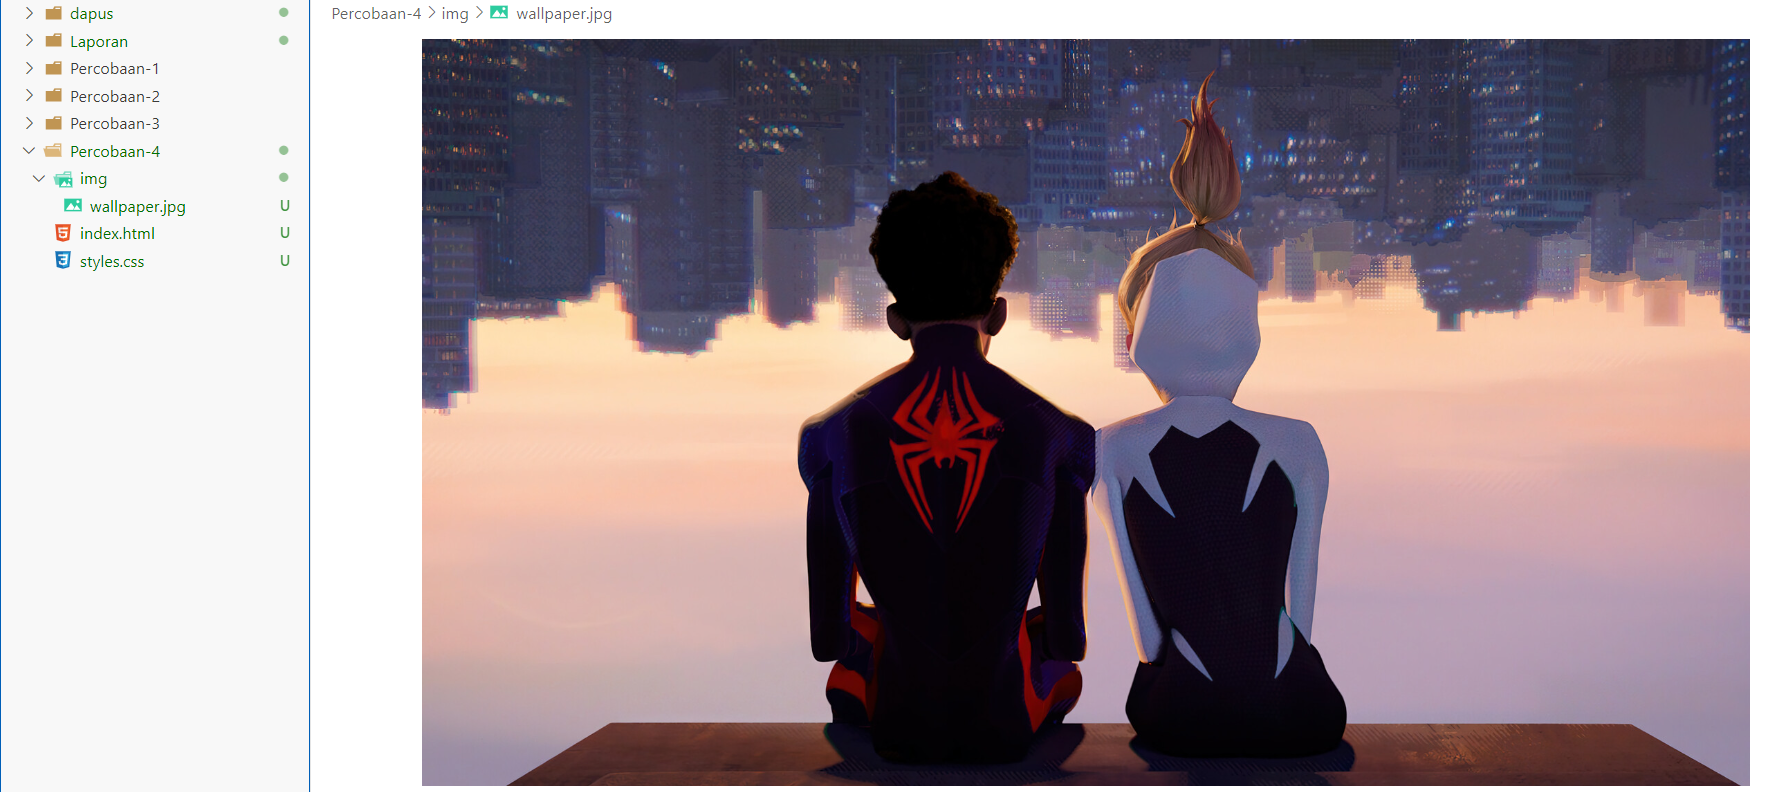 dapus
Laporan
Percobaan-1
Percobaan-2
Percobaan-3
Percobaan-4
img
wallpaper.jpg U
index.html U
styles.css U
Percobaan-4 > img > wallpaper.jpg